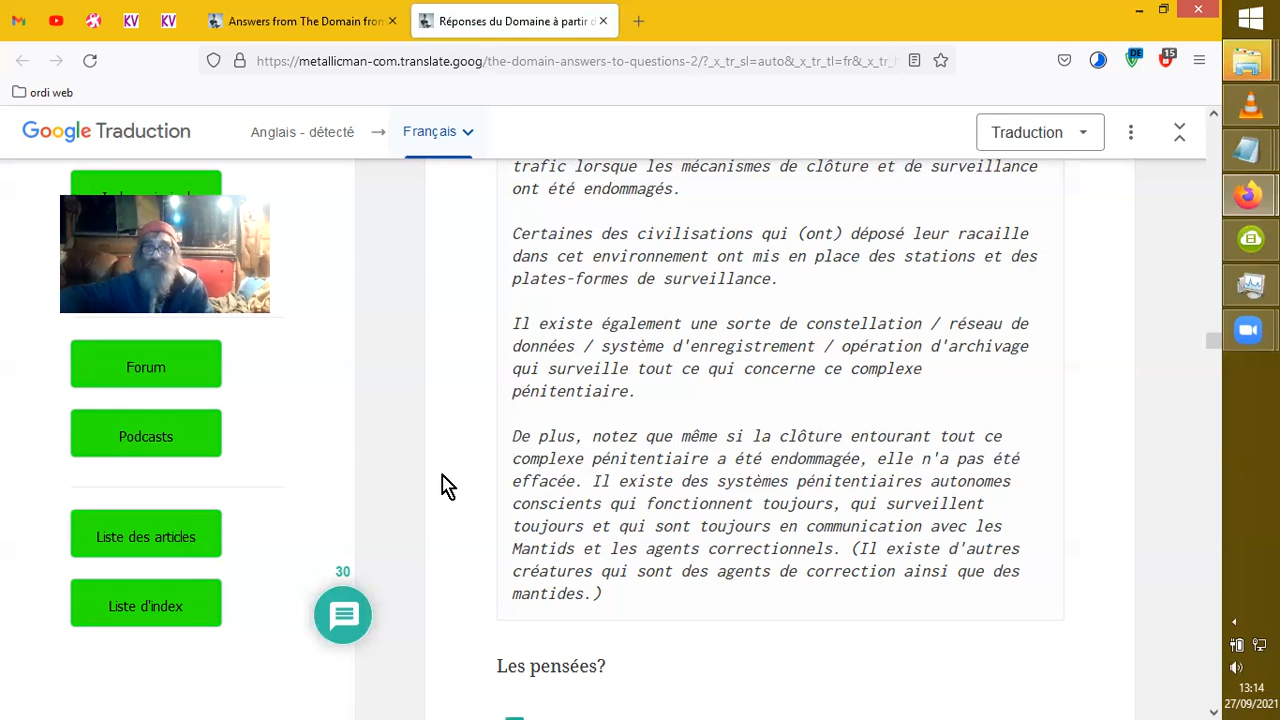 Answers from The Domain from
Réponses du Domaine à partir d
https://metallicman-com.translate.goog/the-domain-answers-to-questions-2/?_x_tr_sl=auto&_x_tr_tl=fr&_x_tr_
DE
15
ordi web
Google Traduction
Anglais - détecté
Français
Traduction
trafic lorsque les mécanismes de clôture et de surveillance
ont été endommagés.
Certaines des civilisations qui (ont) déposé leur racaille
dans cet environnement ont mis en place des stations et des
plates-formes de surveillance.
Il existe également une sorte de constellation / réseau de
données / système d'enregistrement / opération d'archivage
qui surveille tout ce qui concerne ce complexe
pénitentiaire.
De plus, notez que même si la clôture entourant tout ce
complexe pénitentiaire a été endommagée, elle n'a pas été
effacée. Il existe des systèmes pénitentiaires autonomes
conscients qui fonctionnent toujours, qui surveillent
toujours et qui sont toujours en communication avec les
Mantids et les agents correctionnels. (Il existe d'autres
créatures qui sont des agents de correction ainsi que des
mantides.)
Les pensées?
Forum
Podcasts
Liste des articles
Liste d'index
30
KV
KV
13:14
27/09/2021